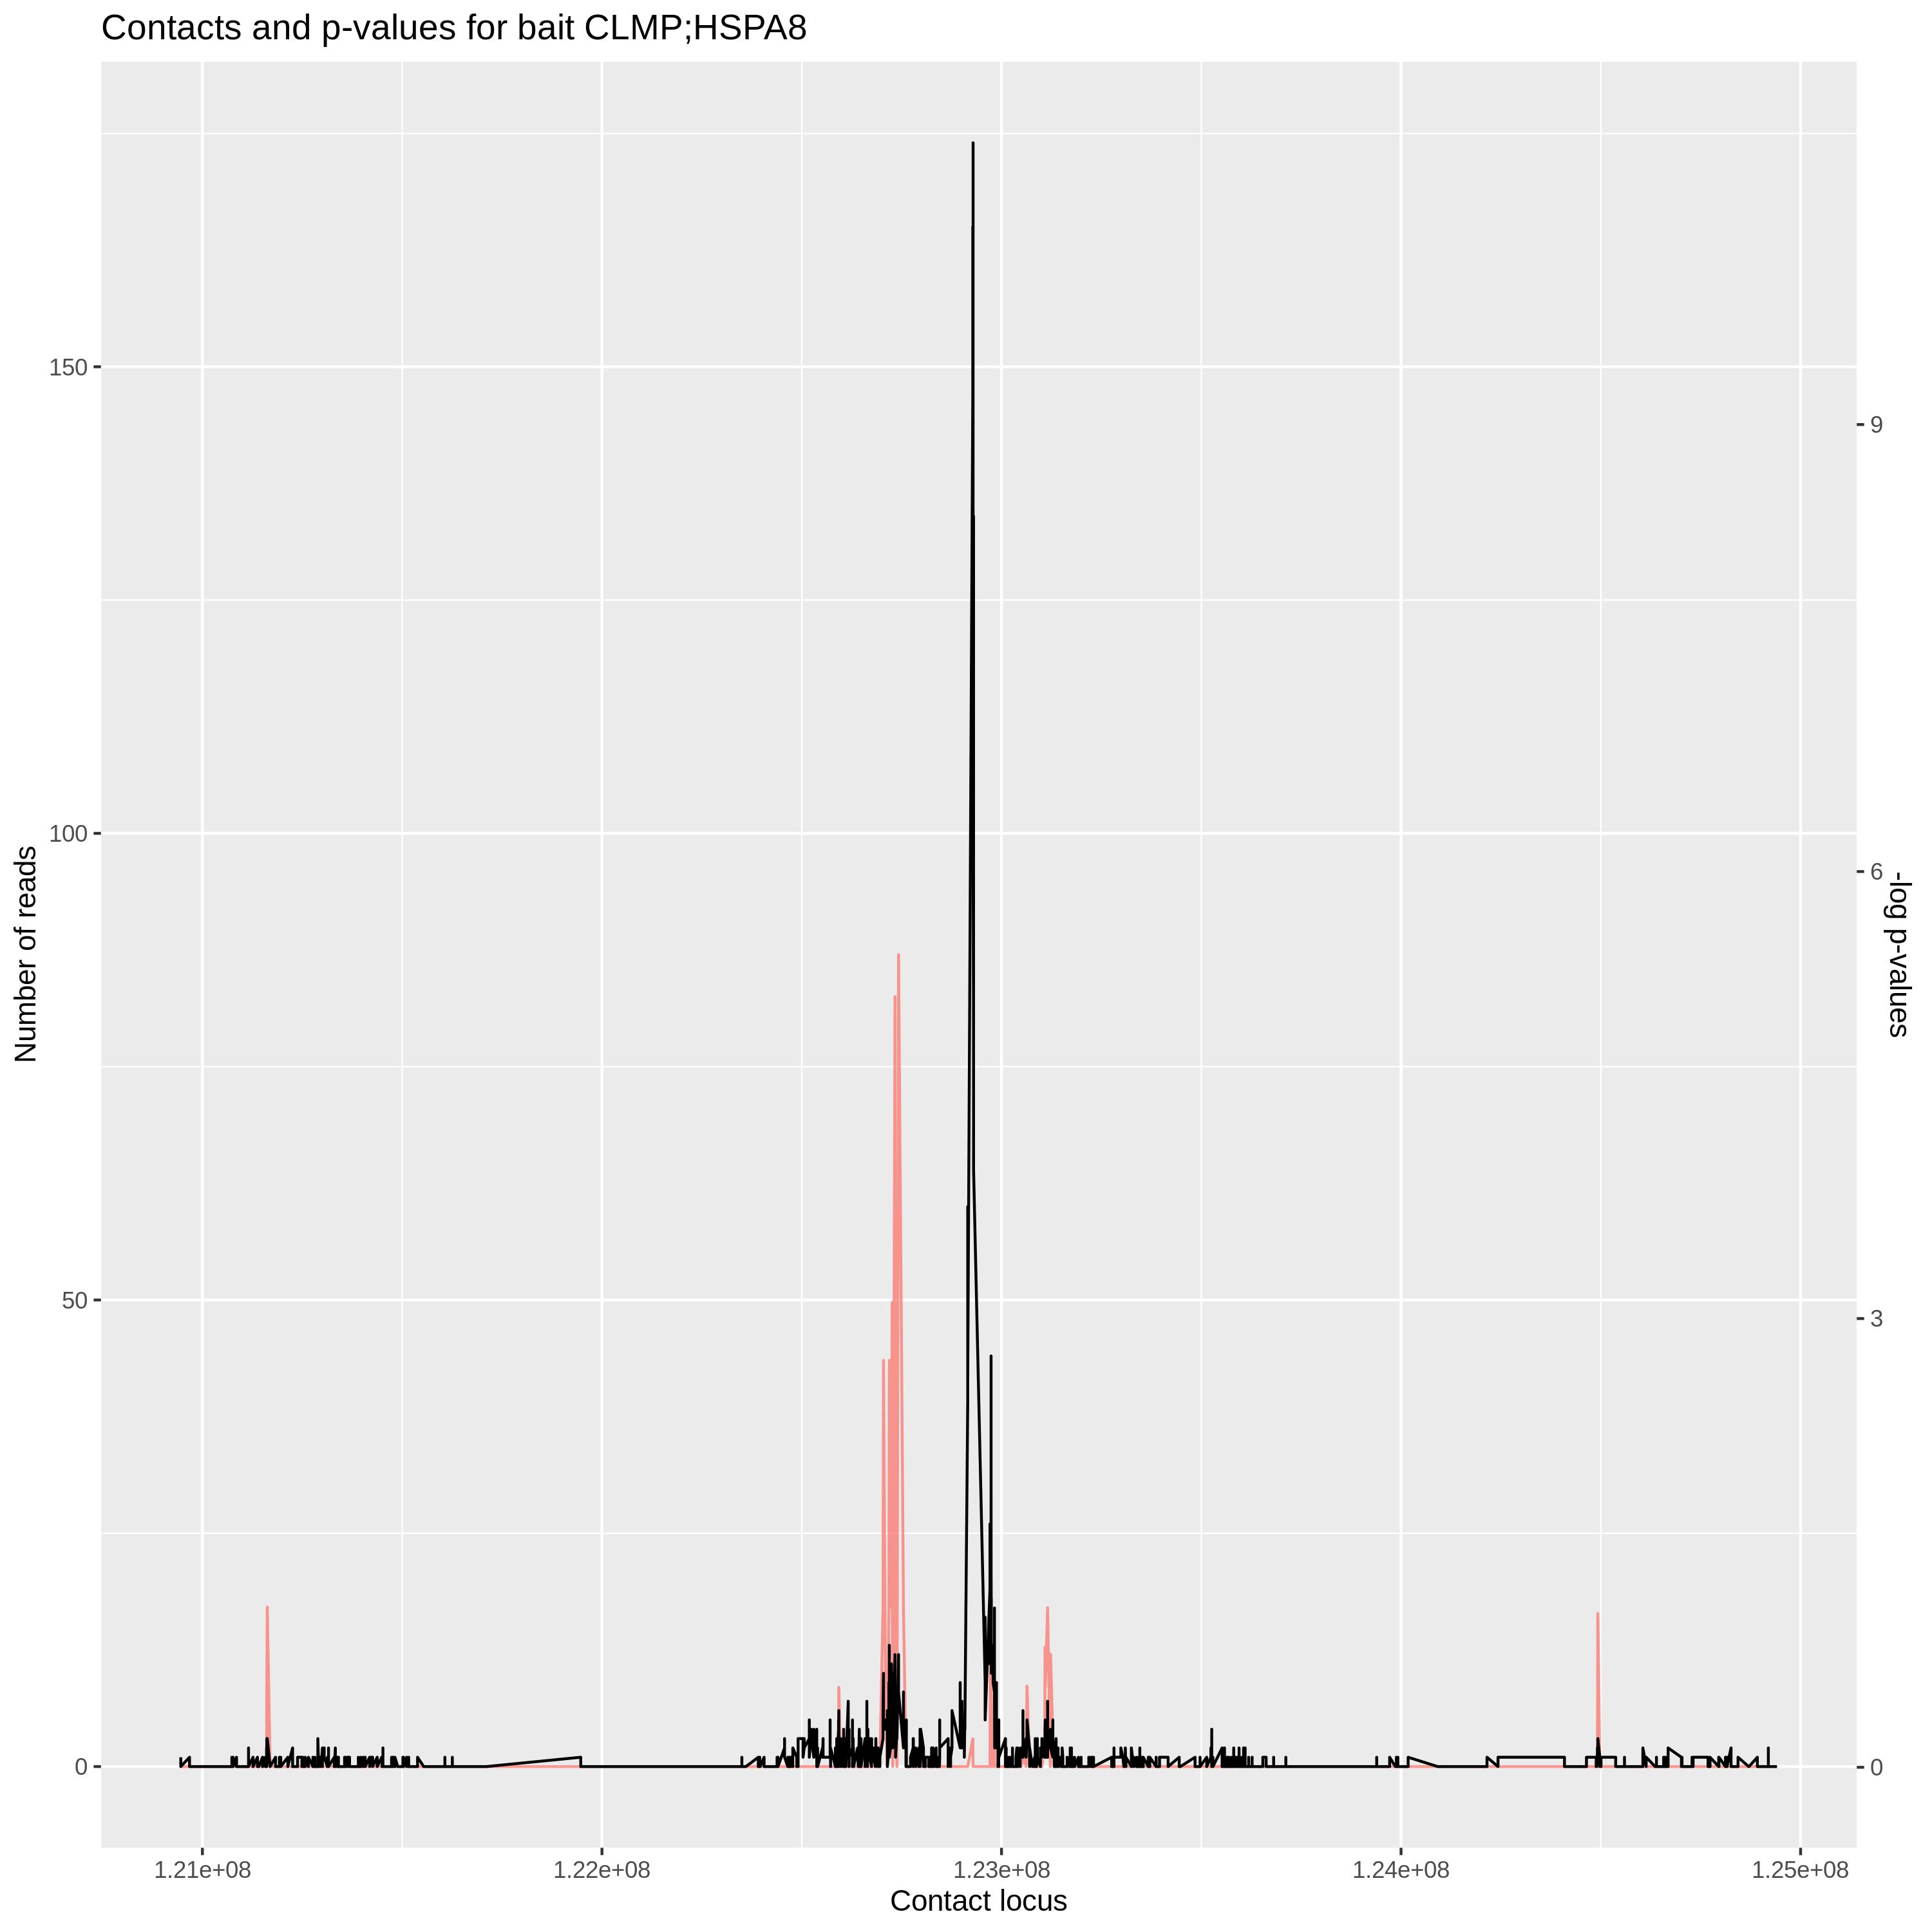 Contacts and p-values for bait CLMP;HSPA8
Number of reads
150
100
50
0
9
6
3
0
-log p-values
1.21e+08
1.22e+08
1.23e+08
1.24e+08
1.25e+08
Contact locus